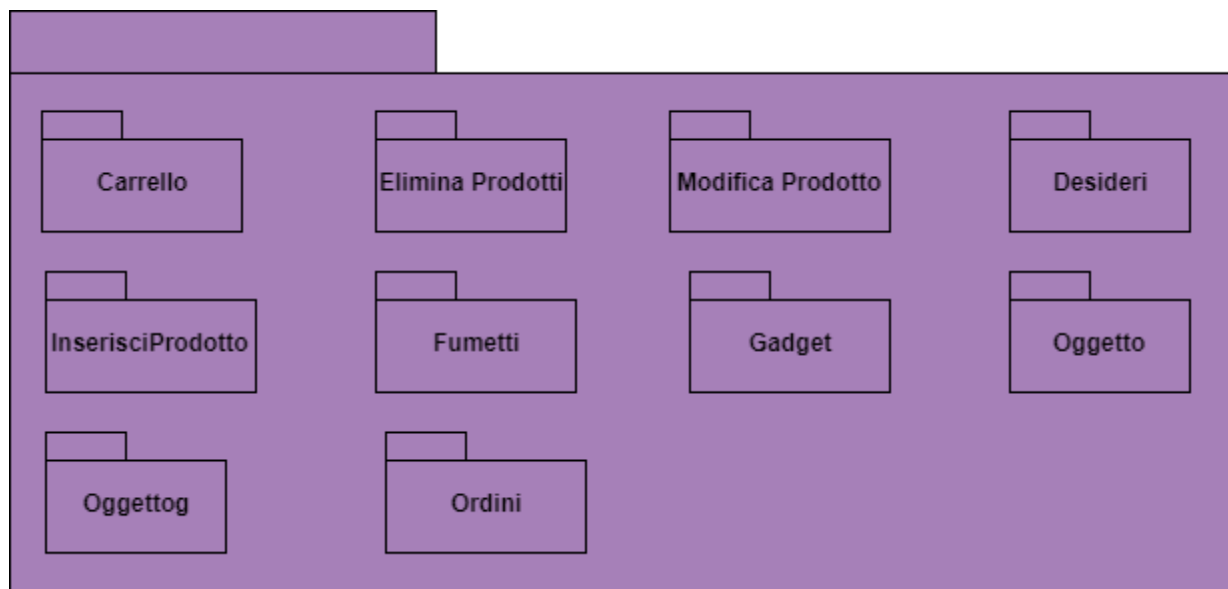 Carrello
Elimina Prodotti
Modifica Prodotto
Desideri
InserisciProdotto
Fumetti
Gadget
Oggetto
Oggettog
Ordini